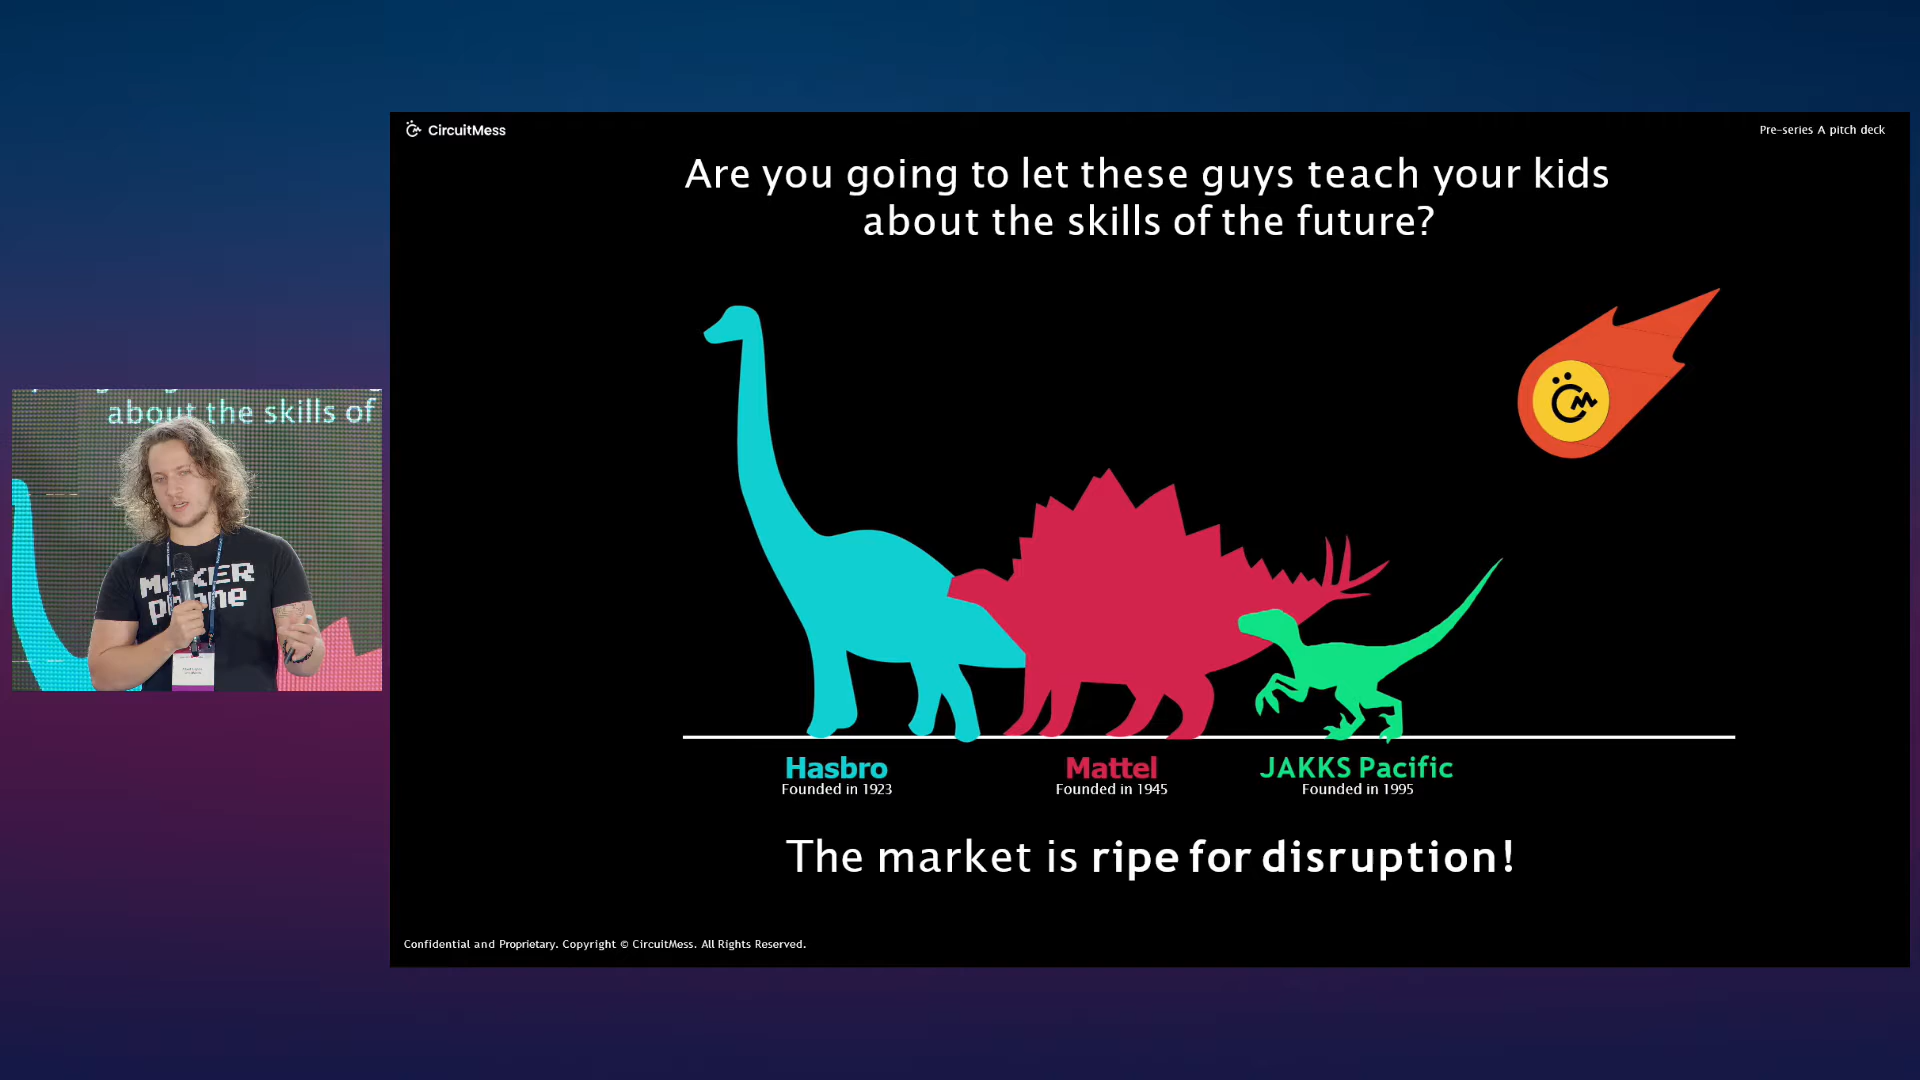 CircuitMess
Pre-series A pitch deck
Are you going to let these guys teach your kids
about the skills of the future?
about the skills of
MAKER
phone
Hasbro
Founded in 1923
Mattel
Founded in 1945
JAKKS Pacific
Founded in 1995
The market is ripe for disruption!
Confidential and Proprietary. Copyright © CircuitMess. All Rights Reserved.